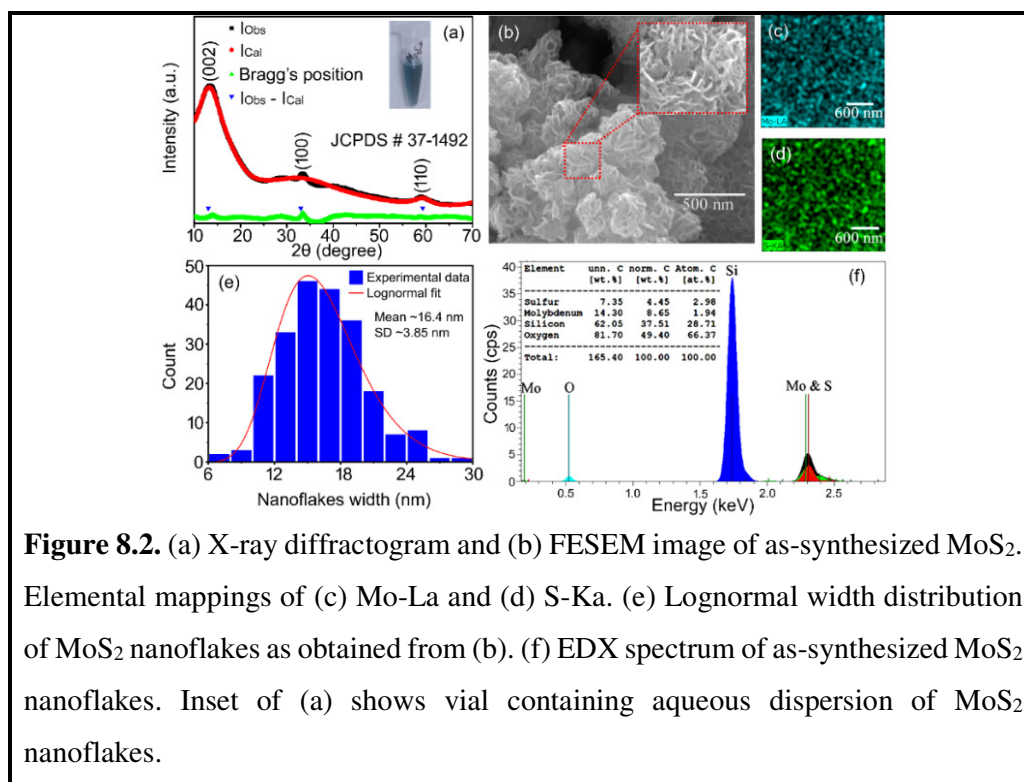 (a)
IObs
ICal
Bragg's position
IObs - ICal
(002)
(100)
(110)
JCPDS # 37-1492
Intensity (a.u.)
10 20 30 40 50 60 70
2θ (degree)
(b)
500 nm
(c)
Mo-LA
600 nm
(d)
S-KA
600 nm
(e)
Experimental data
Lognormal fit
Mean ~16.4 nm
SD ~3.85 nm
Count
50
40
30
20
10
0
6 12 18 24 30
Nanoflakes width (nm)
(f)
Si
Element unn. C norm. C Atom. C
[wt.%] [wt.%] [at.%]
Sulfur 7.35 4.45 2.98
Molybdenum 14.30 8.65 1.94
Silicon 62.05 37.51 28.71
Oxygen 81.70 49.40 66.37
Total: 165.40 100.00 100.00
Mo O Mo & S
Counts (cps)
40
35
30
25
20
15
10
5
0
0.5 1.0 1.5 2.0 2.5
Energy (keV)
Figure 8.2. (a) X-ray diffractogram and (b) FESEM image of as-synthesized MoS2.
Elemental mappings of (c) Mo-La and (d) S-Ka. (e) Lognormal width distribution
of MoS2 nanoflakes as obtained from (b). (f) EDX spectrum of as-synthesized MoS2
nanoflakes. Inset of (a) shows vial containing aqueous dispersion of MoS2
nanoflakes.